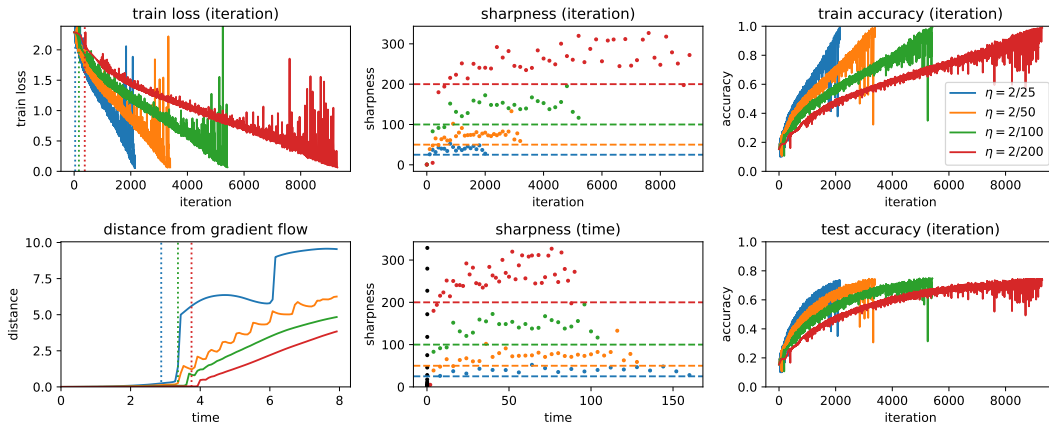 train loss (iteration)
train loss
2.0
1.5
1.0
0.5
0.0
0 2000 4000 6000 8000
iteration
sharpness (iteration)
sharpness
300
200
100
0
0 2000 4000 6000 8000
iteration
train accuracy (iteration)
accuracy
1.0
0.8
0.6
0.4
0.2
0 2000 4000 6000 8000
iteration
η = 2/25
η = 2/50
η = 2/100
η = 2/200
distance from gradient flow
distance
10.0
7.5
5.0
2.5
0.0
0 2 4 6 8
time
sharpness (time)
sharpness
300
200
100
0
0 50 100 150
time
test accuracy (iteration)
accuracy
1.0
0.8
0.6
0.4
0.2
0.0
0 2000 4000 6000 8000
iteration